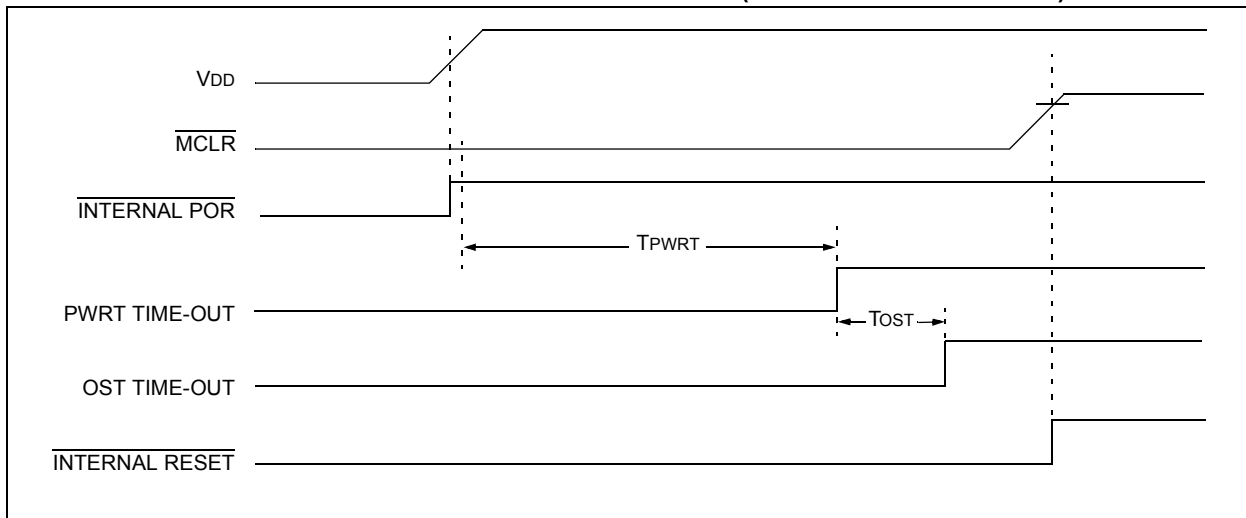 VDD
MCLR
INTERNAL POR
TPWRT
PWRT TIME-OUT
TOST
OST TIME-OUT
INTERNAL RESET